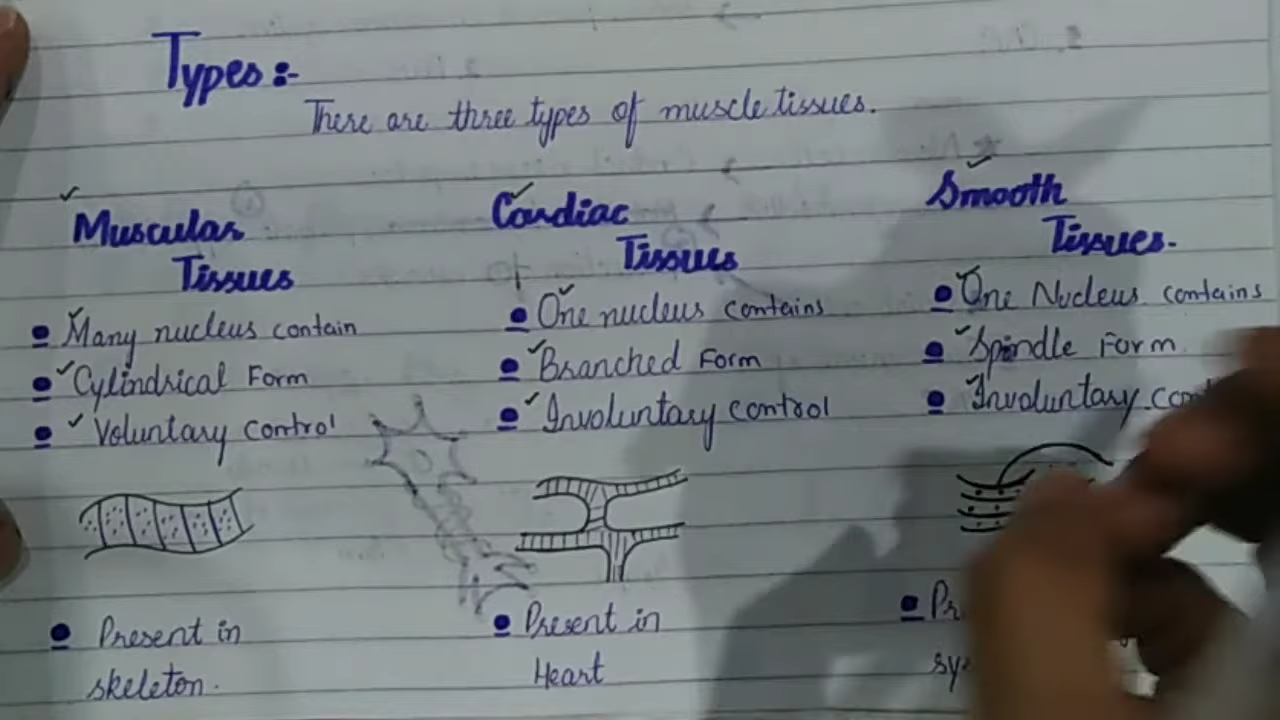 Types :-
There are three types of muscle tissues.
Muscular
Tissues
Many nucleus contain
Cylindrical Form
Voluntary control
Present in
skeleton.
Cardiac
Tissues
One nucleus contains
Branched Form
Involuntary control
Present in
Heart
Smooth
Tissues.
One Nucleus contains
Spindle Form
Involuntary